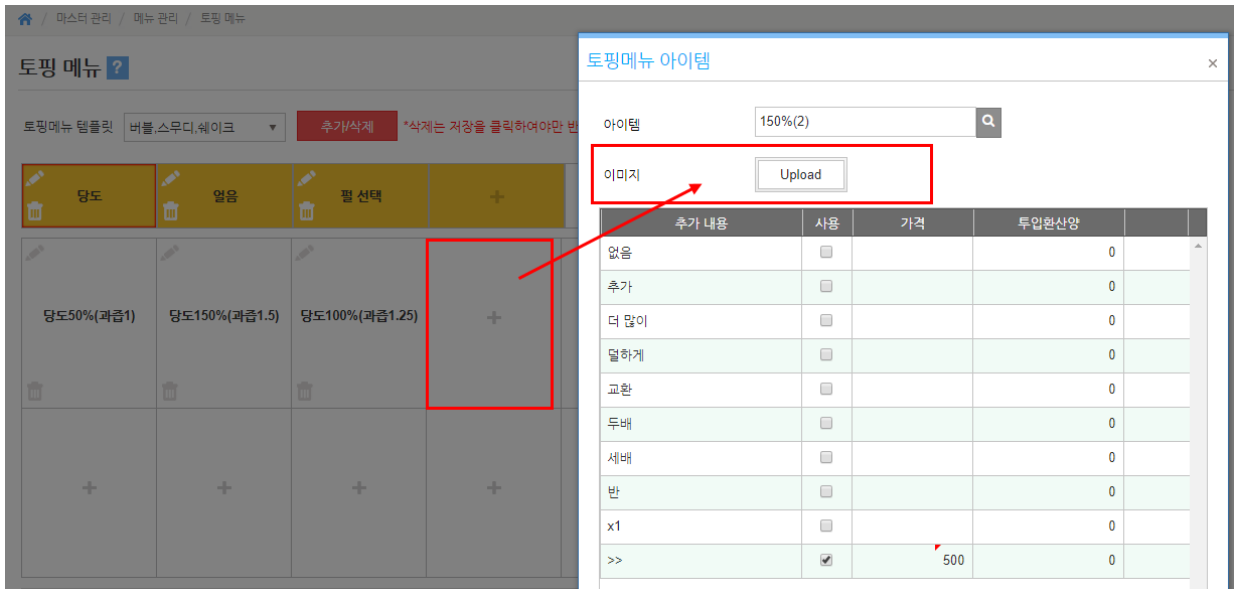 / 마스터 관리 / 메뉴 관리 / 토핑 메뉴
토핑 메뉴 ?
토핑메뉴 템플릿 버블,스무디,쉐이크 추가/삭제 *삭제는 저장을 클릭하여야만 반
당도 얼음 펄 선택 +
당도50%(과즙1) 당도150%(과즙1.5) 당도100%(과즙1.25) +
+ + + +
토핑메뉴 아이템 ×
아이템 150%(2)
이미지 Upload
추가 내용 사용 가격 투입환산양
없음 0
추가 0
더 많이 0
덜하게 0
교환 0
두배 0
세배 0
반 0
x1 0
>> 500 0